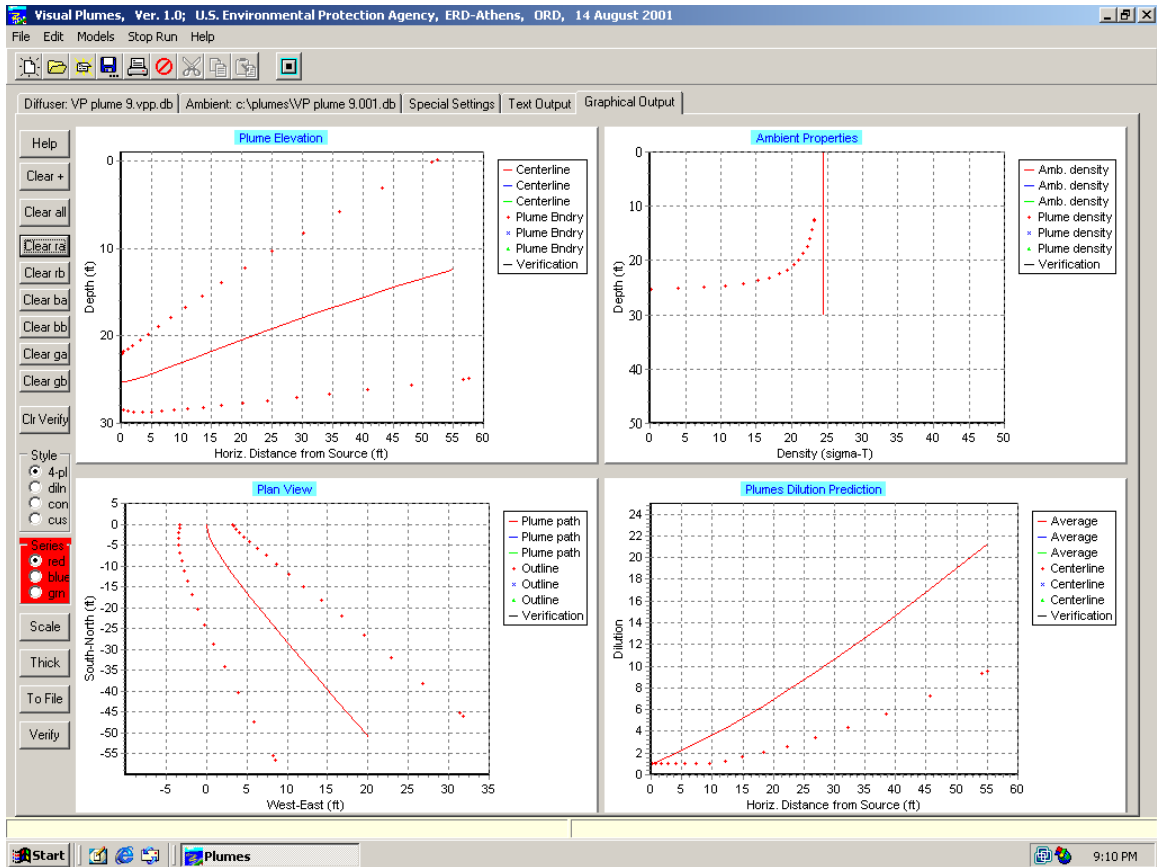 Visual Plumes, Ver. 1.0; U.S. Environmental Protection Agency, ERD-Athens, ORD, 14 August 2001
File Edit Models Stop Run Help
Diffuser: VP plume 9.vpp.db
Ambient: c:\plumes\VP plume 9.001.db
Special Settings
Text Output
Graphical Output
Help
Clear +
Clear all
Clear ra
Clear rb
Clear ba
Clear bb
Clear ga
Clear gb
Clr Verify
Style
4-pl
diln
con
cus
Series
red
blue
grn
Scale
Thick
To File
Verify
Plume Elevation
0
10
20
30
Depth (ft)
0 5 10 15 20 25 30 35 40 45 50 55 60
Horiz. Distance from Source (ft)
Centerline
Centerline
Centerline
Plume Bndry
Plume Bndry
Plume Bndry
Verification
Ambient Properties
0
10
20
30
40
50
Depth (ft)
0 5 10 15 20 25 30 35 40 45 50
Density (sigma-T)
Amb. density
Amb. density
Amb. density
Plume density
Plume density
Plume density
Verification
Plan View
5
0
-5
-10
-15
-20
-25
-30
-35
-40
-45
-50
-55
South-North (ft)
-5 0 5 10 15 20 25 30 35
West-East (ft)
Plume path
Plume path
Plume path
Outline
Outline
Outline
Verification
Plumes Dilution Prediction
24
22
20
18
16
14
12
10
8
6
4
2
0
Dilution
0 5 10 15 20 25 30 35 40 45 50 55 60
Horiz. Distance from Source (ft)
Average
Average
Average
Centerline
Centerline
Centerline
Verification
Start
Plumes
9:10 PM